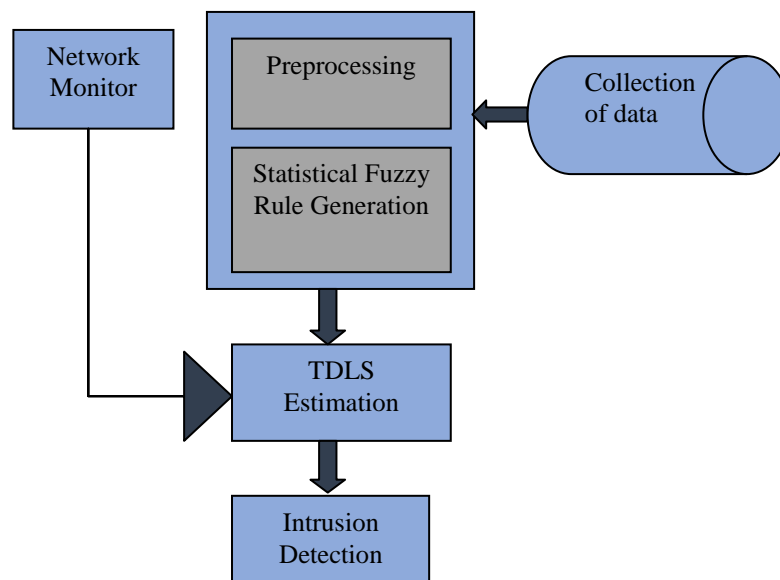 Network
Monitor
Preprocessing
Collection
of data
Statistical Fuzzy
Rule Generation
TDLS
Estimation
Intrusion
Detection